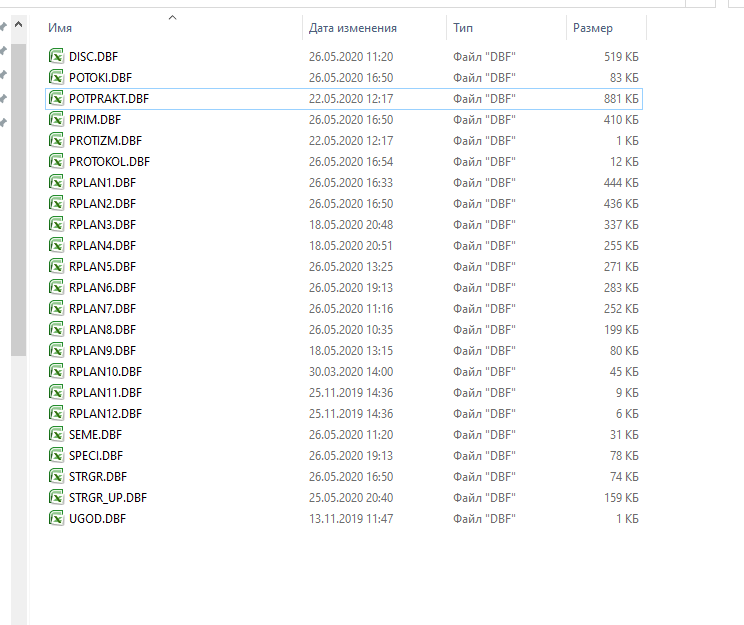 Имя Дата изменения Тип Размер
DISC.DBF 26.05.2020 11:20 Файл "DBF" 519 КБ
POTOKI.DBF 26.05.2020 16:50 Файл "DBF" 83 КБ
POTPRAKT.DBF 22.05.2020 12:17 Файл "DBF" 881 КБ
PRIM.DBF 26.05.2020 16:50 Файл "DBF" 410 КБ
PROTIZM.DBF 22.05.2020 12:17 Файл "DBF" 1 КБ
PROTOKOL.DBF 26.05.2020 16:54 Файл "DBF" 12 КБ
RPLAN1.DBF 26.05.2020 16:33 Файл "DBF" 444 КБ
RPLAN2.DBF 26.05.2020 16:50 Файл "DBF" 436 КБ
RPLAN3.DBF 18.05.2020 20:48 Файл "DBF" 337 КБ
RPLAN4.DBF 18.05.2020 20:51 Файл "DBF" 255 КБ
RPLAN5.DBF 26.05.2020 13:25 Файл "DBF" 271 КБ
RPLAN6.DBF 26.05.2020 19:13 Файл "DBF" 283 КБ
RPLAN7.DBF 26.05.2020 11:16 Файл "DBF" 252 КБ
RPLAN8.DBF 26.05.2020 10:35 Файл "DBF" 199 КБ
RPLAN9.DBF 18.05.2020 13:15 Файл "DBF" 80 КБ
RPLAN10.DBF 30.03.2020 14:00 Файл "DBF" 45 КБ
RPLAN11.DBF 25.11.2019 14:36 Файл "DBF" 9 КБ
RPLAN12.DBF 25.11.2019 14:36 Файл "DBF" 6 КБ
SEME.DBF 26.05.2020 11:20 Файл "DBF" 31 КБ
SPECI.DBF 26.05.2020 19:13 Файл "DBF" 78 КБ
STRGR.DBF 26.05.2020 16:50 Файл "DBF" 74 КБ
STRGR_UP.DBF 25.05.2020 20:40 Файл "DBF" 159 КБ
UGOD.DBF 13.11.2019 11:47 Файл "DBF" 1 КБ